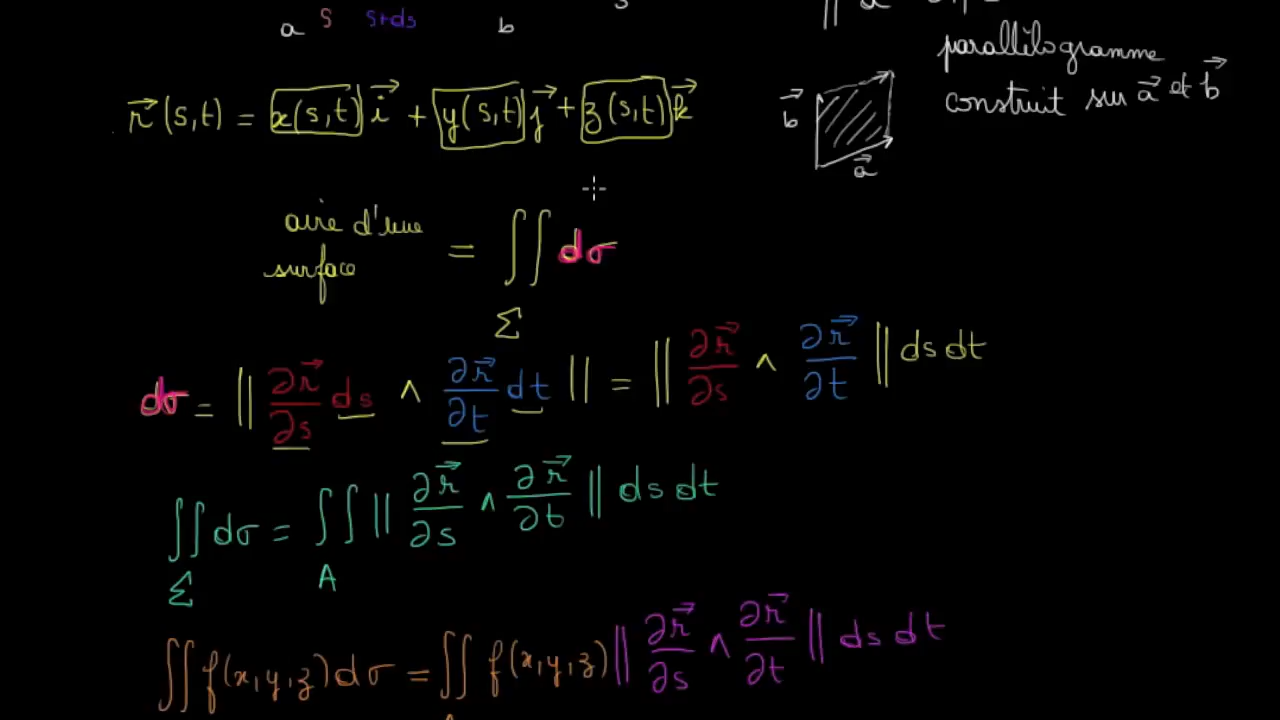 a s s+ds b s
parallélogramme
construit sur a⃗ et b⃗
r⃗(s,t) = x(s,t) i⃗ + y(s,t) j⃗ + z(s,t) k⃗
b⃗
a⃗
aire d'une
surface
= ∬_Σ dσ
dσ = ‖ ∂r⃗/∂s ds ∧ ∂r⃗/∂t dt ‖ = ‖ ∂r⃗/∂s ∧ ∂r⃗/∂t ‖ ds dt
∬_Σ dσ = ∬_A ‖ ∂r⃗/∂s ∧ ∂r⃗/∂t ‖ ds dt
∬ f(x,y,z) dσ = ∬ f(x,y,z) ‖ ∂r⃗/∂s ∧ ∂r⃗/∂t ‖ ds dt